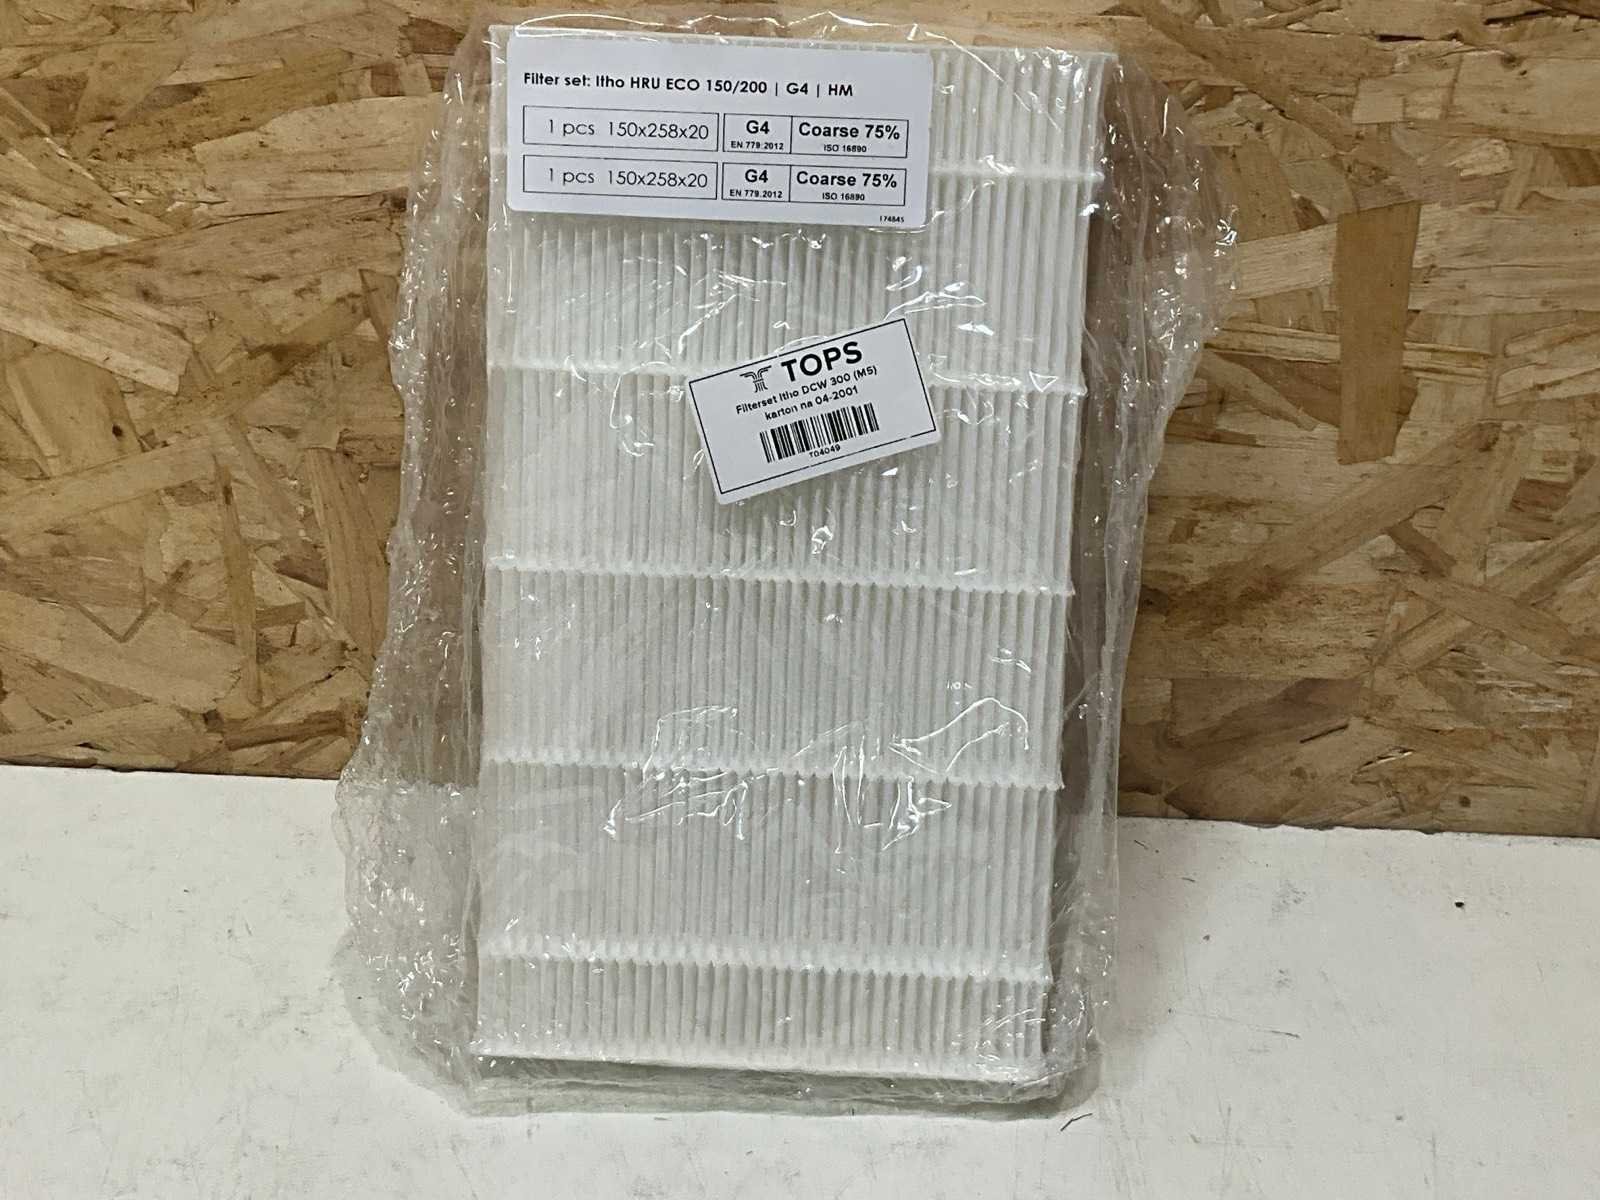 Filter set: Itho HRU ECO 150/200 | G4 | HM
1 pcs 150x258x20 G4 Coarse 75%
EN 779:2012 ISO 16890
1 pcs 150x258x20 G4 Coarse 75%
EN 779:2012 ISO 16890
174845
TOPS
Filterset Itho DCW 300 (M5)
karton na 04-2001
T04049